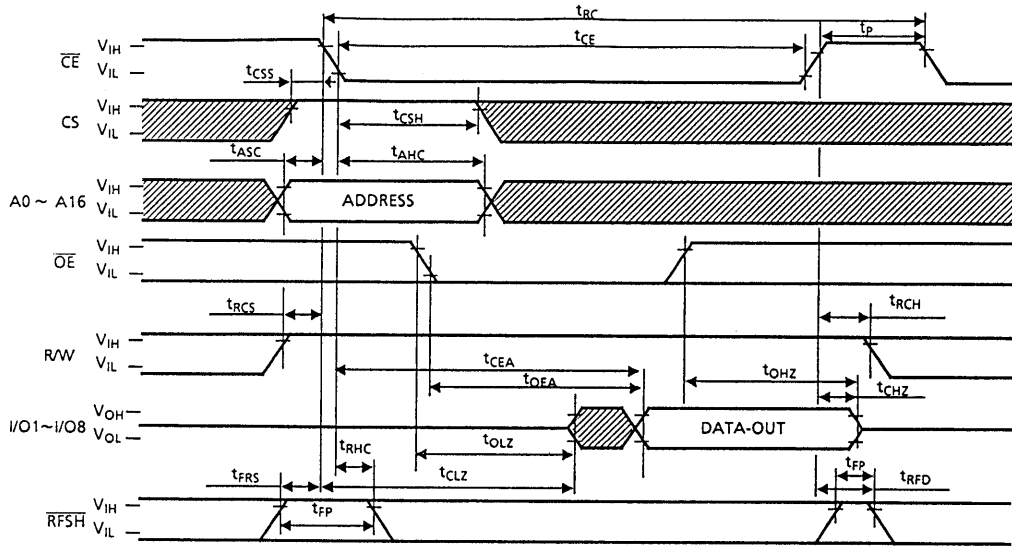 tRC
CE VIH tCE tP
VIL
tCSS
CS VIH
tCSH
VIL
tASC tAHC
A0 ~ A16 VIH ADDRESS
VIL
OE VIH
VIL
tRCS tRCH
R/W VIH
VIL tCEA
tOEA tOHZ
tCHZ
I/O1~I/O8 VOH
VOL DATA-OUT
tRHC tOLZ
tFRS tCLZ tFP tRFD
RFSH VIH tFP
VIL